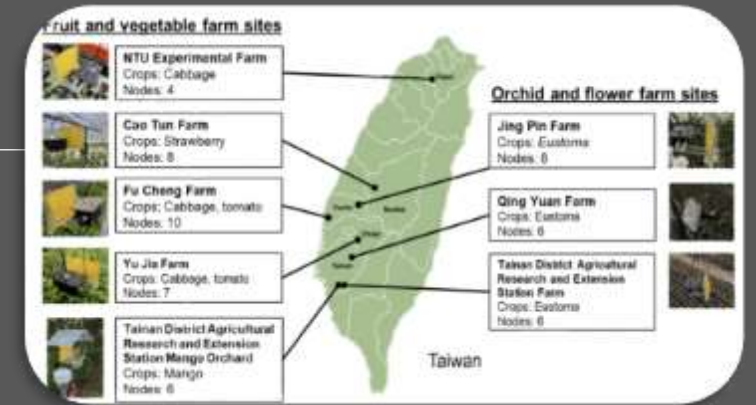 Fruit and vegetable farm sites
NTU Experimental Farm
Crops: Cabbage
Nodes: 4
Cao Tun Farm
Crops: Strawberry
Nodes: 8
Fu Cheng Farm
Crops: Cabbage, tomato
Nodes: 10
Yu Jia Farm
Crops: Cabbage, tomato
Nodes: 7
Tainan District Agricultural
Research and Extension
Station Mango Orchard
Crops: Mango
Nodes: 6
Orchid and flower farm sites
Jing Pin Farm
Crops: Eustoma
Nodes:
Qing Yuan Farm
Crops: Eustoma
Nodes: 6
Tainan District Agricultural
Research and Extension
Station Farm
Crops: Eustoma
Nodes: 6
Taiwan